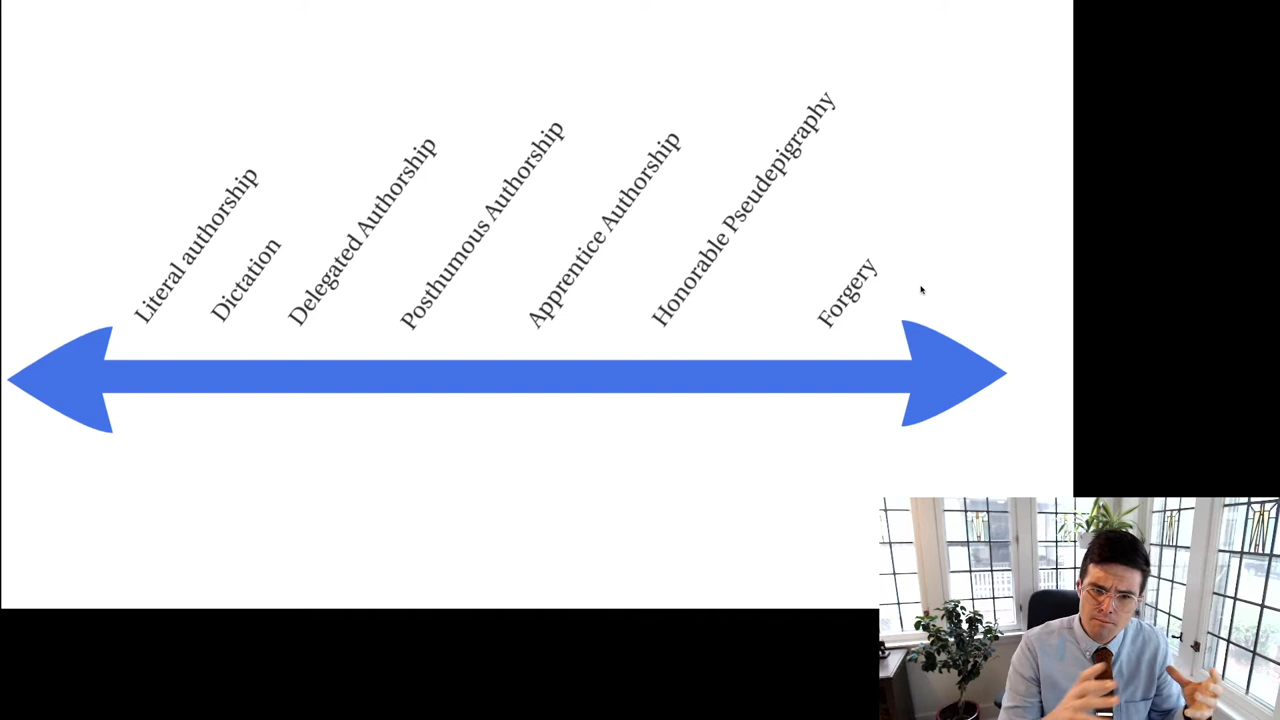 Literal authorship
Dictation
Delegated Authorship
Posthumous Authorship
Apprentice Authorship
Honorable Pseudepigraphy
Forgery